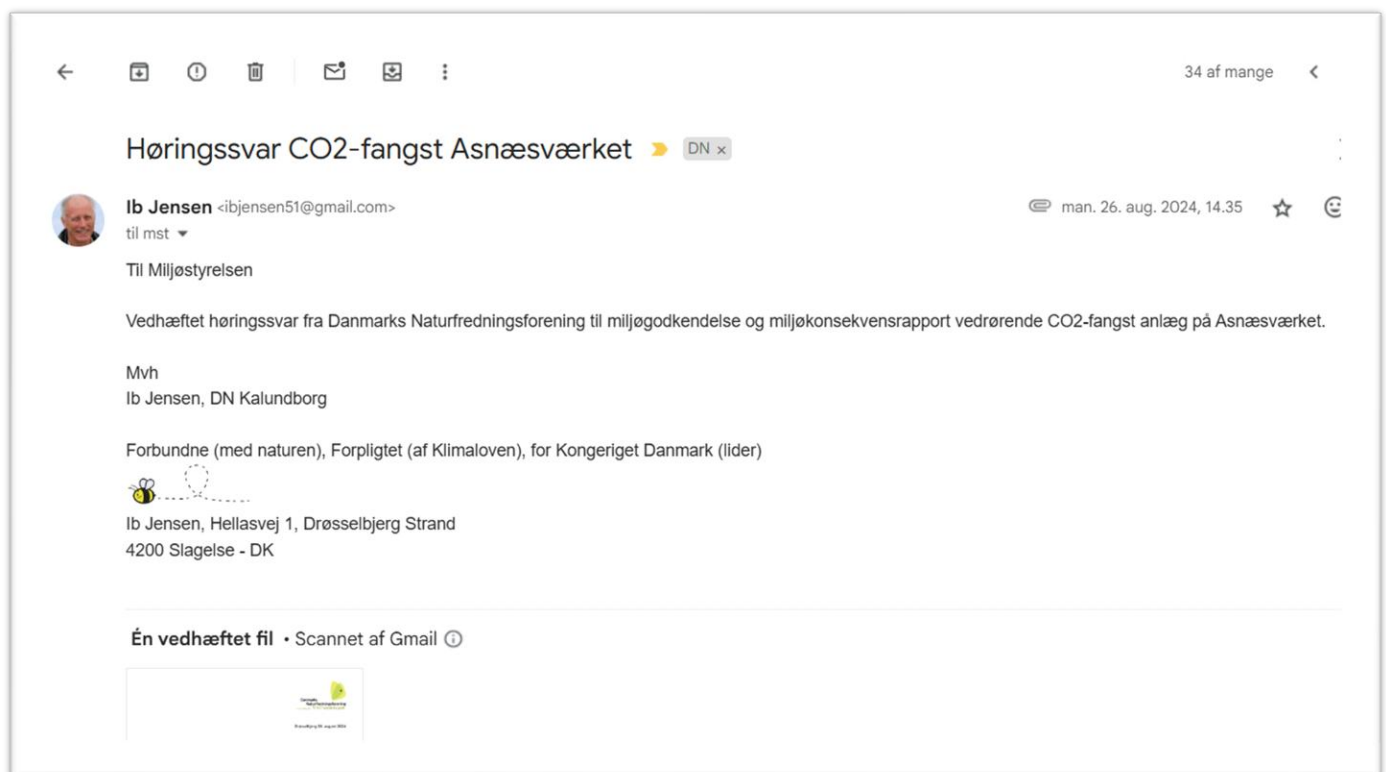 34 af mange
Høringssvar CO2-fangst Asnæsværket DN x
Ib Jensen <ibjensen51@gmail.com> man. 26. aug. 2024, 14.35
til mst
Til Miljøstyrelsen
Vedhæftet høringssvar fra Danmarks Naturfredningsforening til miljøgodkendelse og miljøkonsekvensrapport vedrørende CO2-fangst anlæg på Asnæsværket.
Mvh
Ib Jensen, DN Kalundborg
Forbundne (med naturen), Forpligtet (af Klimaloven), for Kongeriget Danmark (lider)
Ib Jensen, Hellasvej 1, Drøsselbjerg Strand
4200 Slagelse - DK
Én vedhæftet fil • Scannet af Gmail
Danmarks
Naturfredningsforening